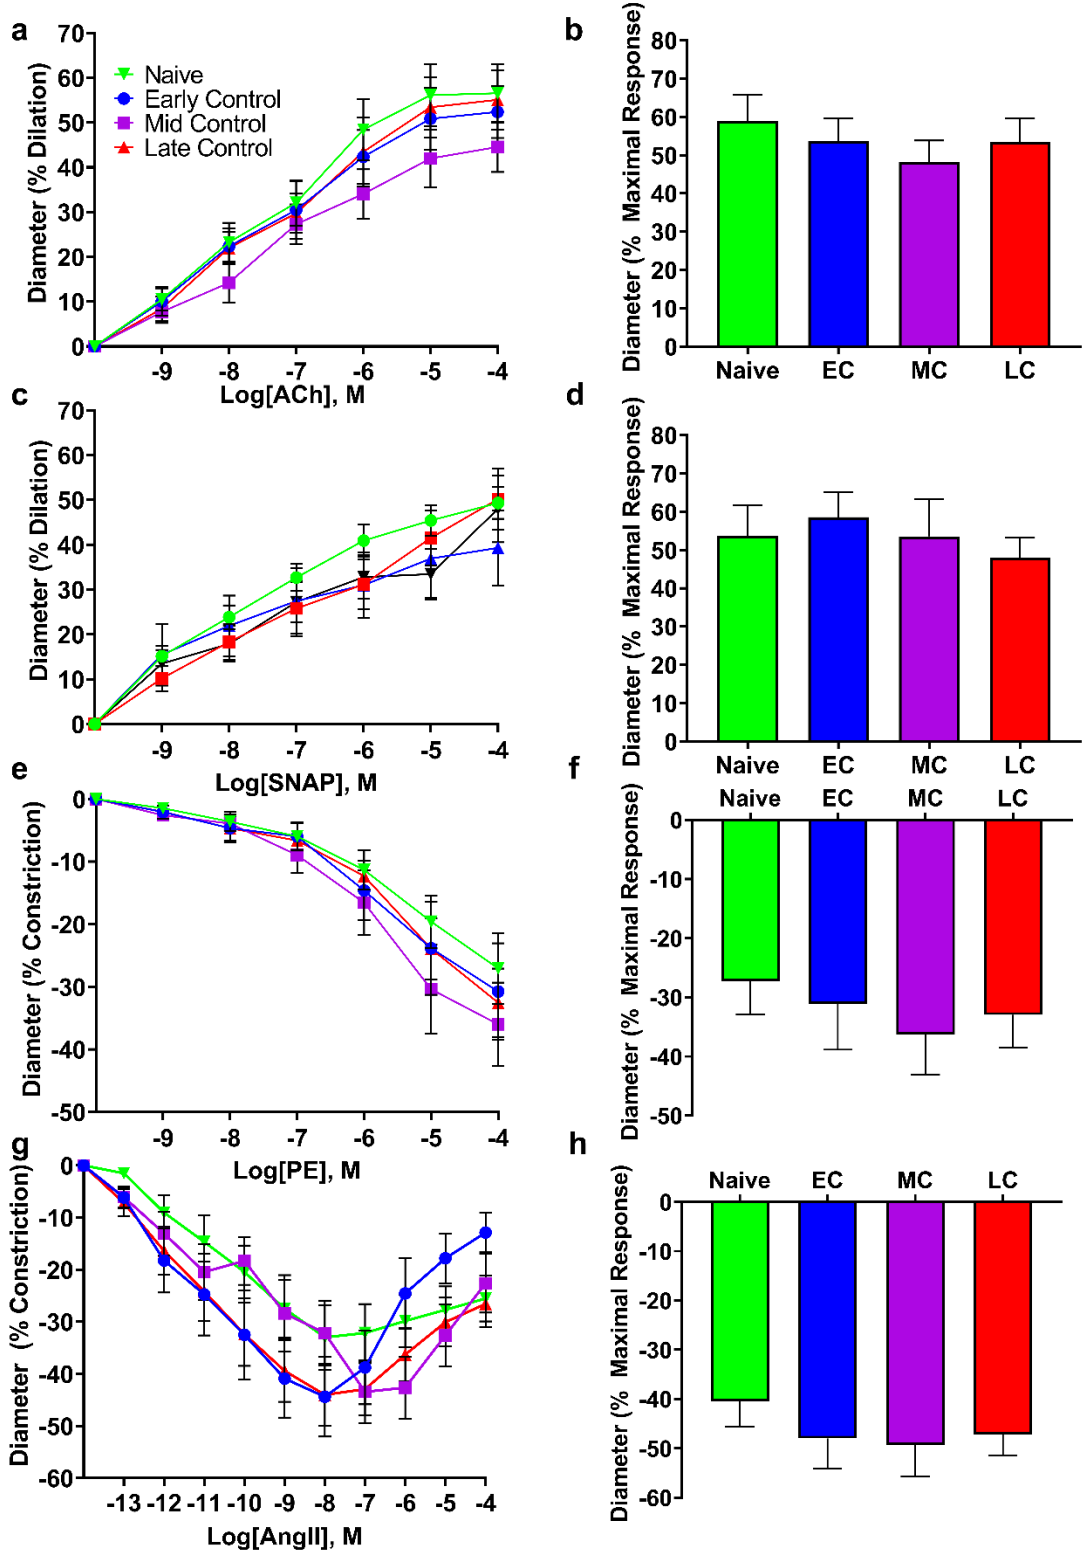 a
70
60
50
40
30
20
10
0
Diameter (% Dilation)
Naive
Early Control
Mid Control
Late Control
-9 -8 -7 -6 -5 -4
Log[ACh], M
b
80
70
60
50
40
30
20
10
0
Diameter (% Maximal Response)
Naive EC MC LC
c
70
60
50
40
30
20
10
0
Diameter (% Dilation)
-9 -8 -7 -6 -5 -4
Log[SNAP], M
d
80
70
60
50
40
30
20
10
0
Diameter (% Maximal Response)
Naive EC MC LC
e
0
-10
-20
-30
-40
-50
Diameter (% Constriction)
-9 -8 -7 -6 -5 -4
Log[PE], M
f
Naive EC MC LC
0
-10
-20
-30
-40
-50
Diameter (% Maximal Response)
g
0
-10
-20
-30
-40
-50
-60
Diameter (% Constriction)
-13 -12 -11 -10 -9 -8 -7 -6 -5 -4
Log[AngII], M
h
Naive EC MC LC
0
-10
-20
-30
-40
-50
-60
Diameter (% Maximal Response)